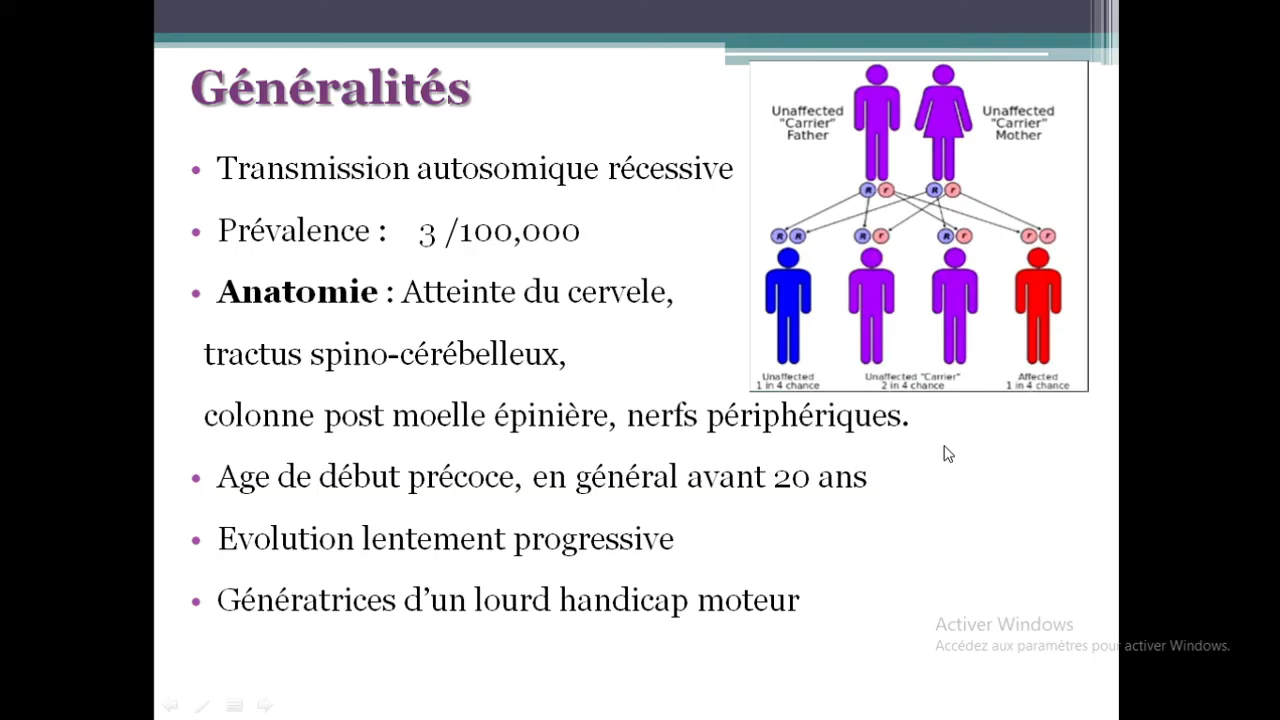 Généralités
• Transmission autosomique récessive
• Prévalence : 3 /100,000
• Anatomie : Atteinte du cervele,
tractus spino-cérébelleux,
colonne post moelle épinière, nerfs périphériques.
• Age de début précoce, en général avant 20 ans
• Evolution lentement progressive
• Génératrices d’un lourd handicap moteur
Unaffected
"Carrier"
Father
Unaffected
"Carrier"
Mother
R r R r
R R R r R r r r
Unaffected
1 in 4 chance
Unaffected "Carrier"
2 in 4 chance
Affected
1 in 4 chance
Activer Windows
Accédez aux paramètres pour activer Windows.